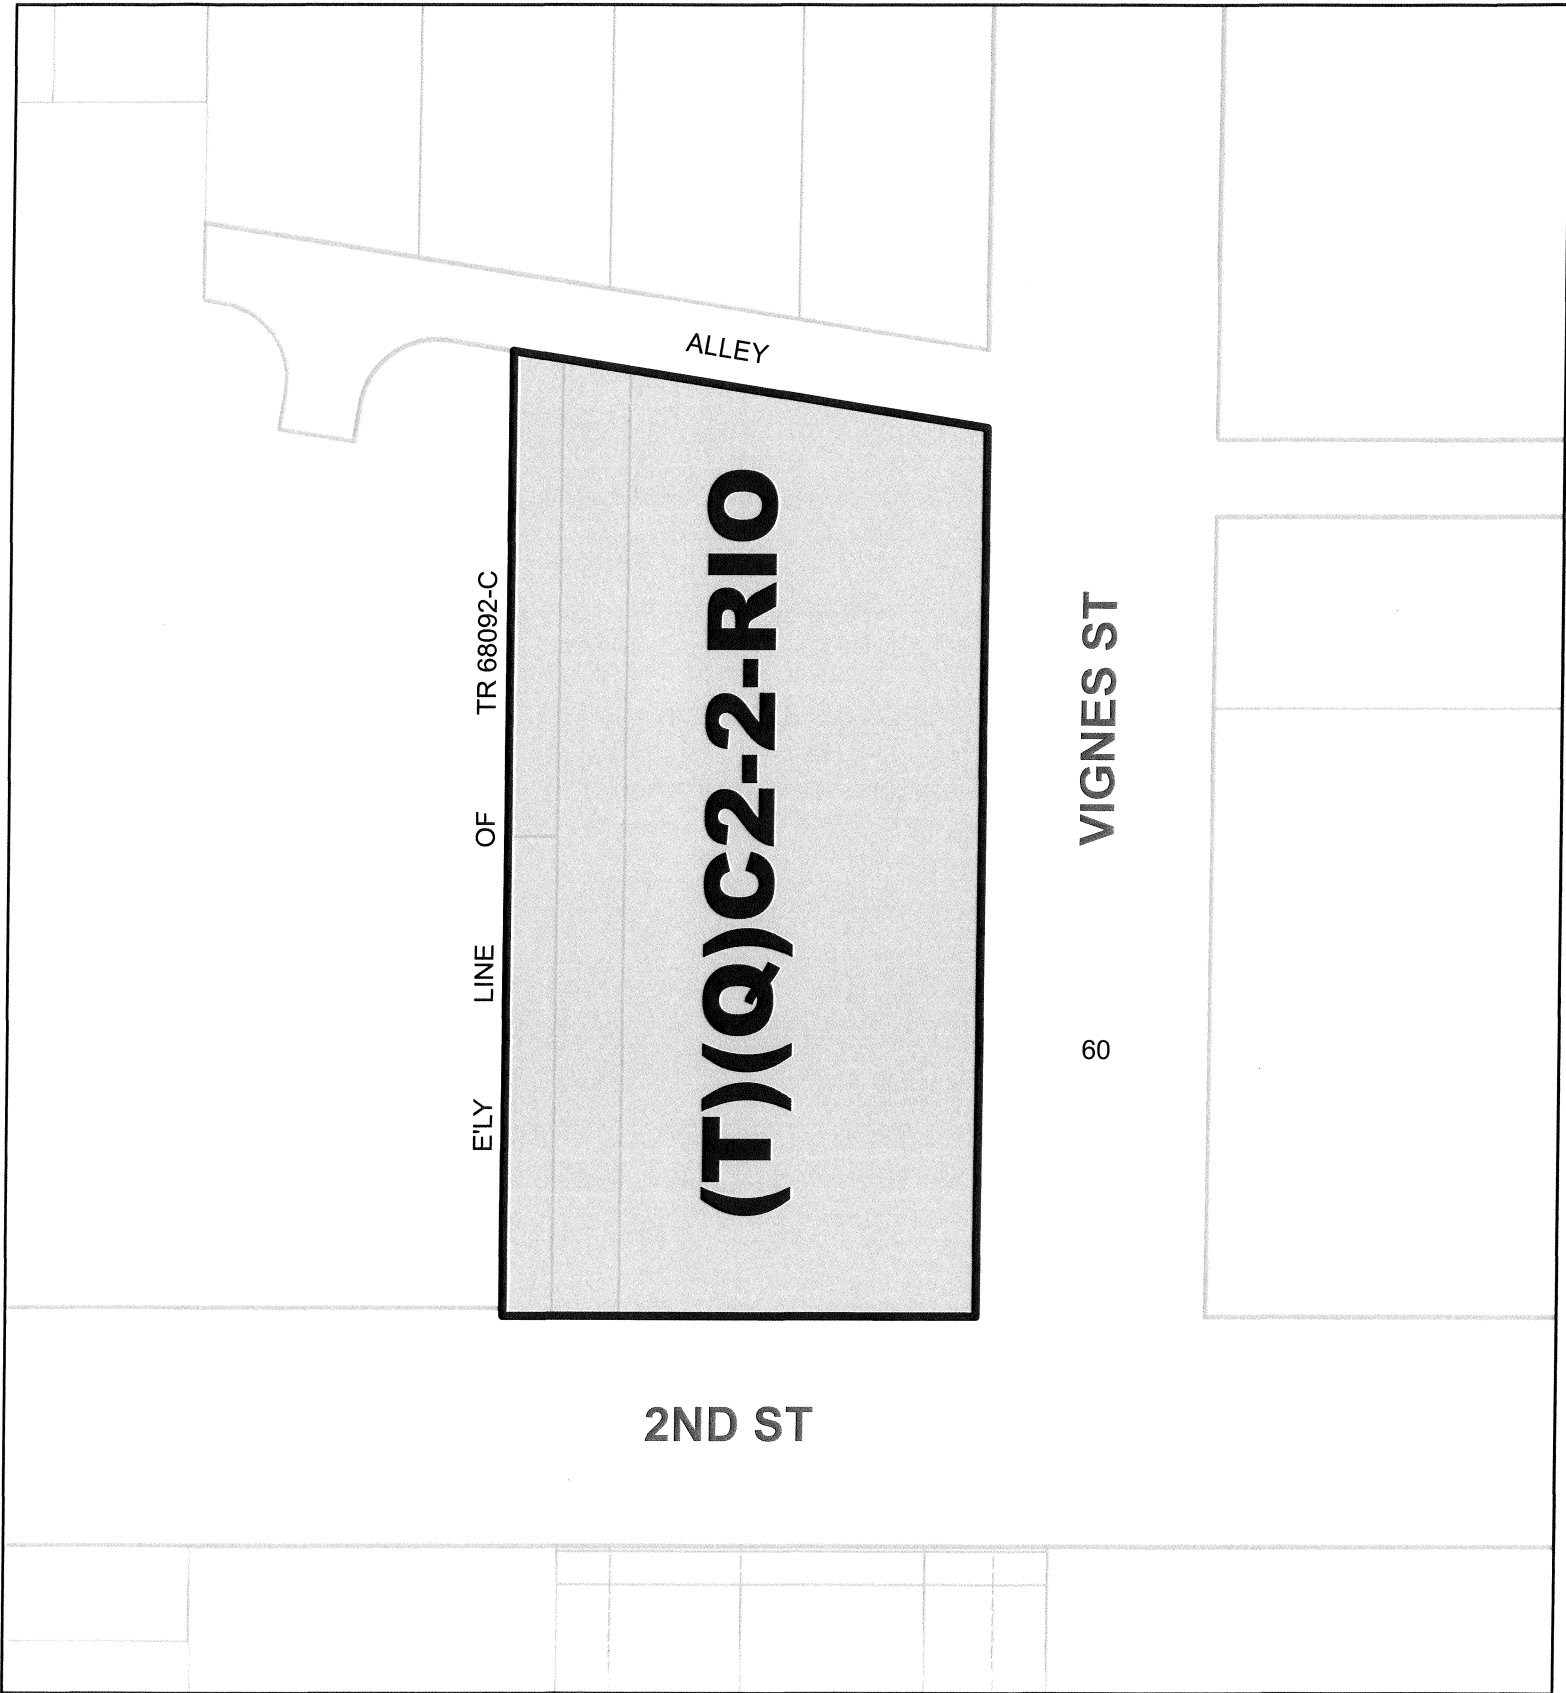 ALLEY
E'LY LINE OF TR 68092-C
(T)(Q)C2-2-RIO
VIGNES ST
60
2ND ST